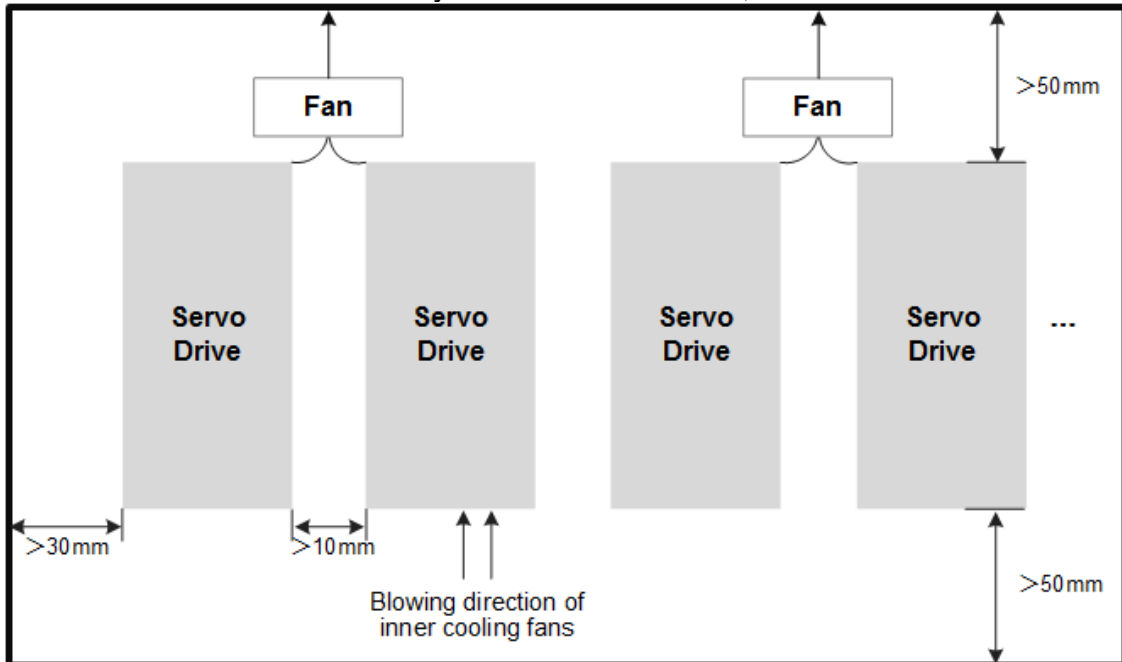 Fan
Fan
>50mm
Servo
Drive
Servo
Drive
Servo
Drive
Servo
Drive
...
>30mm
>10mm
Blowing direction of
inner cooling fans
>50mm